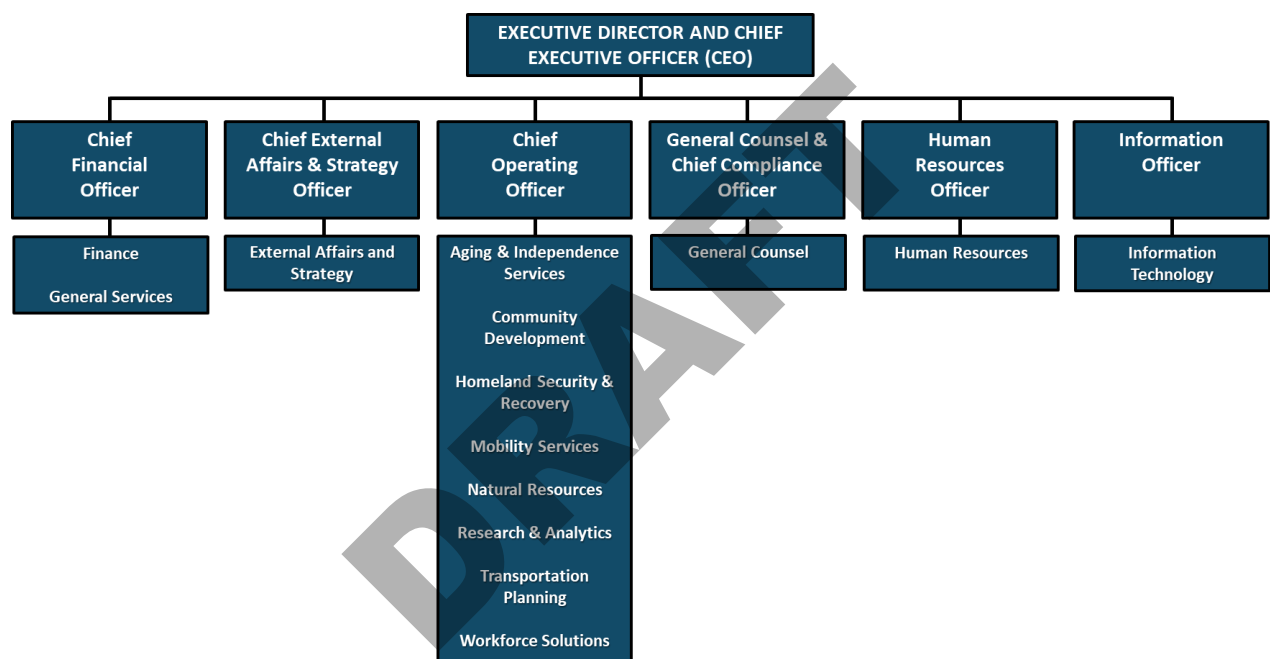 EXECUTIVE DIRECTOR AND CHIEF
EXECUTIVE OFFICER (CEO)
Chief
Financial
Officer
Chief External
Affairs & Strategy
Officer
Chief
Operating
Officer
General Counsel &
Chief Compliance
Officer
Human
Resources
Officer
Information
Officer
Finance
General Services
External Affairs and
Strategy
Aging & Independence
Services
Community
Development
Homeland Security &
Recovery
Mobility Services
Natural Resources
Research & Analytics
Transportation
Planning
Workforce Solutions
General Counsel
Human Resources
Information
Technology
DRAFT